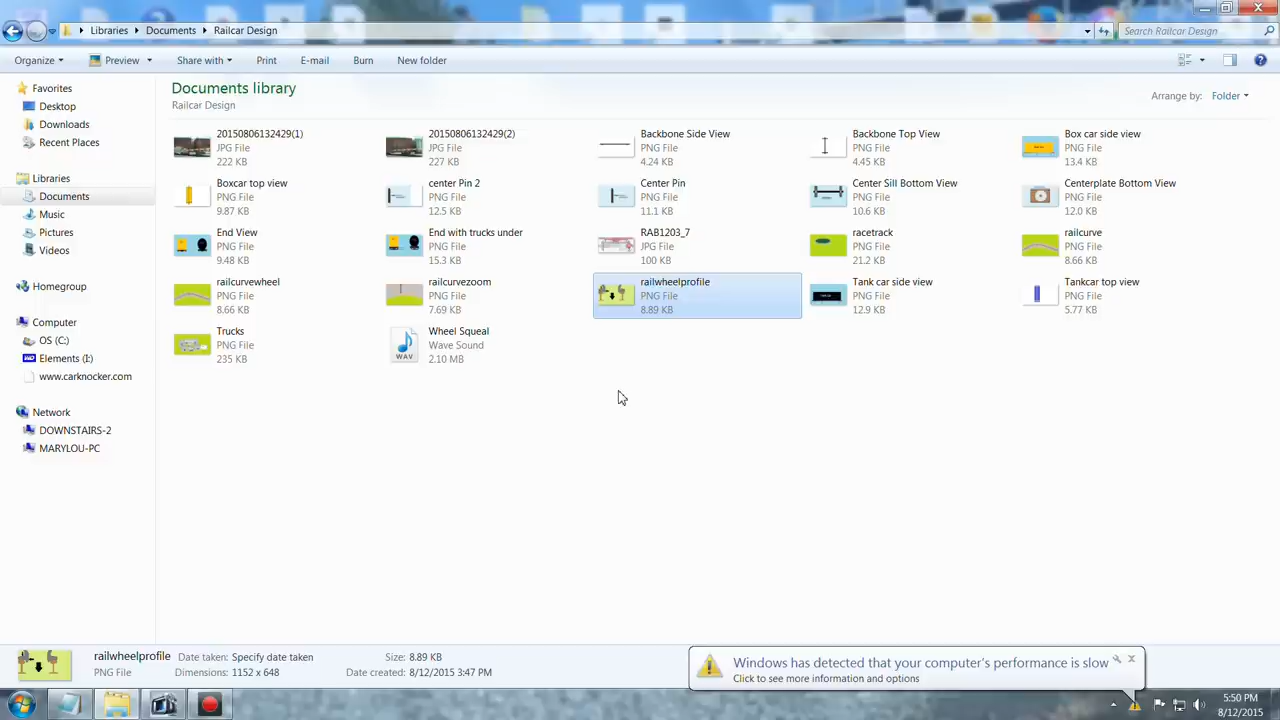 Libraries Documents Railcar Design
Search Railcar Design
Organize Preview Share with Print E-mail Burn New folder
Favorites
Desktop
Downloads
Recent Places
Libraries
Documents
Music
Pictures
Videos
Homegroup
Computer
OS (C:)
Elements (I:)
www.carknocker.com
Network
DOWNSTAIRS-2
MARYLOU-PC
Documents library
Railcar Design
Arrange by: Folder
20150806132429(1)
JPG File
222 KB
20150806132429(2)
JPG File
227 KB
Backbone Side View
PNG File
4.24 KB
Backbone Top View
PNG File
4.45 KB
Box car side view
PNG File
13.4 KB
Boxcar top view
PNG File
9.87 KB
center Pin 2
PNG File
12.5 KB
Center Pin
PNG File
11.1 KB
Center Sill Bottom View
PNG File
10.6 KB
Centerplate Bottom View
PNG File
12.0 KB
End View
PNG File
9.48 KB
End with trucks under
PNG File
15.3 KB
RAB1203_7
JPG File
100 KB
racetrack
PNG File
21.2 KB
railcurve
PNG File
8.66 KB
railcurvewheel
PNG File
8.66 KB
railcurvezoom
PNG File
7.69 KB
railwheelprofile
PNG File
8.89 KB
Tank car side view
PNG File
12.9 KB
Tankcar top view
PNG File
5.77 KB
Trucks
PNG File
235 KB
WAV
Wheel Squeal
Wave Sound
2.10 MB
railwheelprofile Date taken: Specify date taken Size: 8.89 KB
PNG File Dimensions: 1152 x 648 Date created: 8/12/2015 3:47 PM
Windows has detected that your computer's performance is slow
Click to see more information and options
5:50 PM
8/12/2015